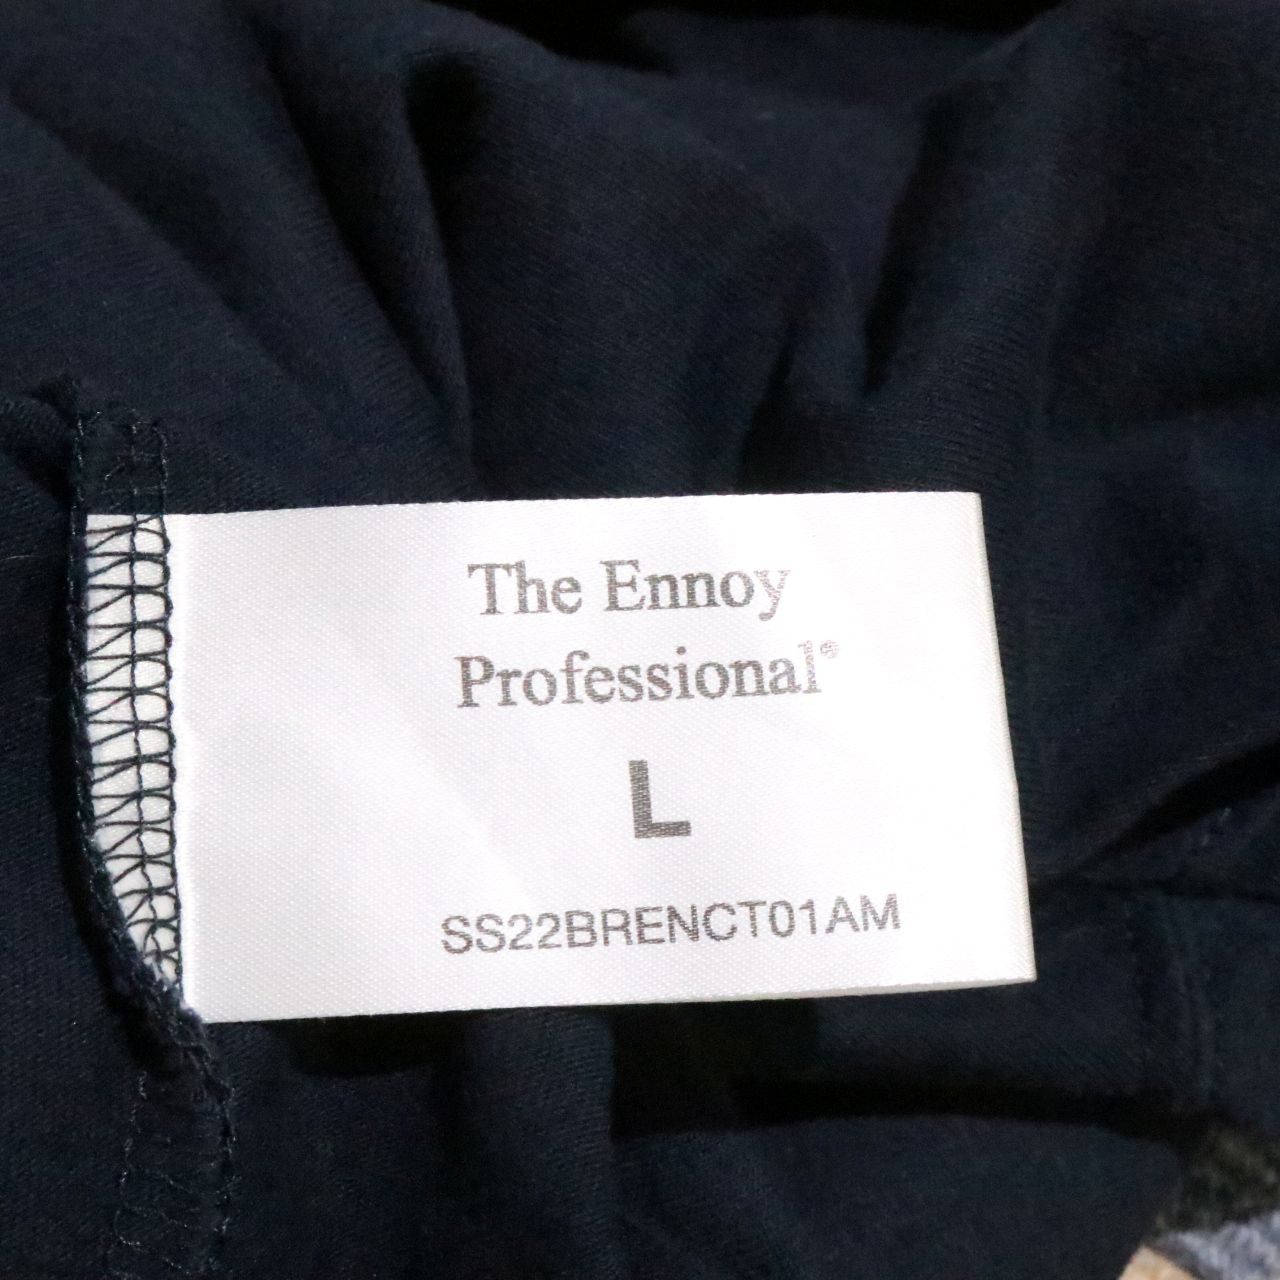 The Ennoy
Professional®
L
SS22BRENCT01AM